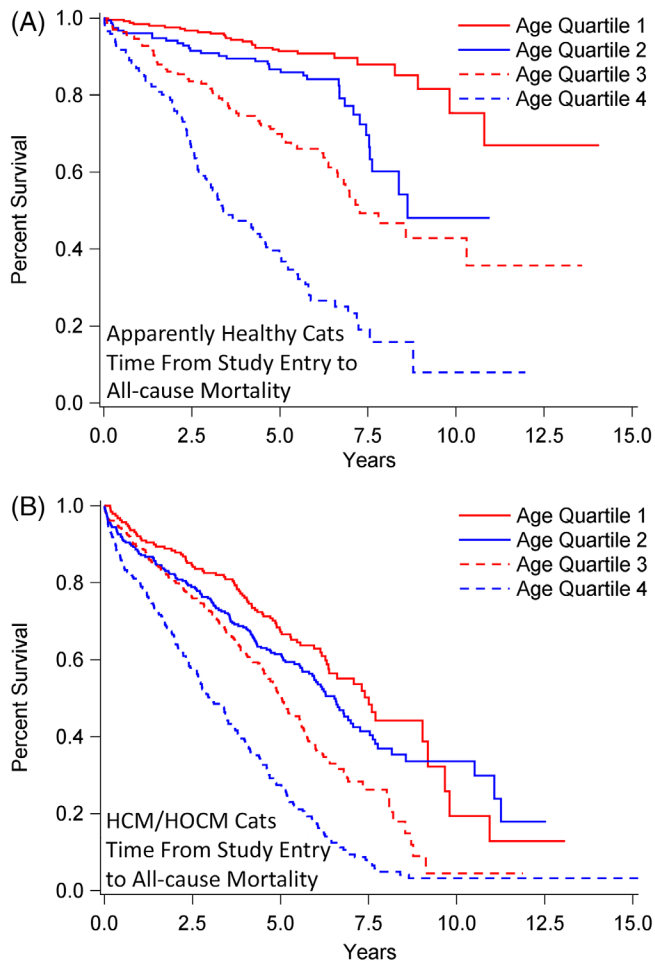 (A)
1.0
0.8
0.6
0.4
0.2
0.0
Percent Survival
Age Quartile 1
Age Quartile 2
Age Quartile 3
Age Quartile 4
Apparently Healthy Cats
Time From Study Entry to
All-cause Mortality
0.0 2.5 5.0 7.5 10.0 12.5 15.0
Years
(B)
1.0
0.8
0.6
0.4
0.2
0.0
Percent Survival
Age Quartile 1
Age Quartile 2
Age Quartile 3
Age Quartile 4
HCM/HOCM Cats
Time From Study Entry
to All-cause Mortality
0.0 2.5 5.0 7.5 10.0 12.5 15.0
Years